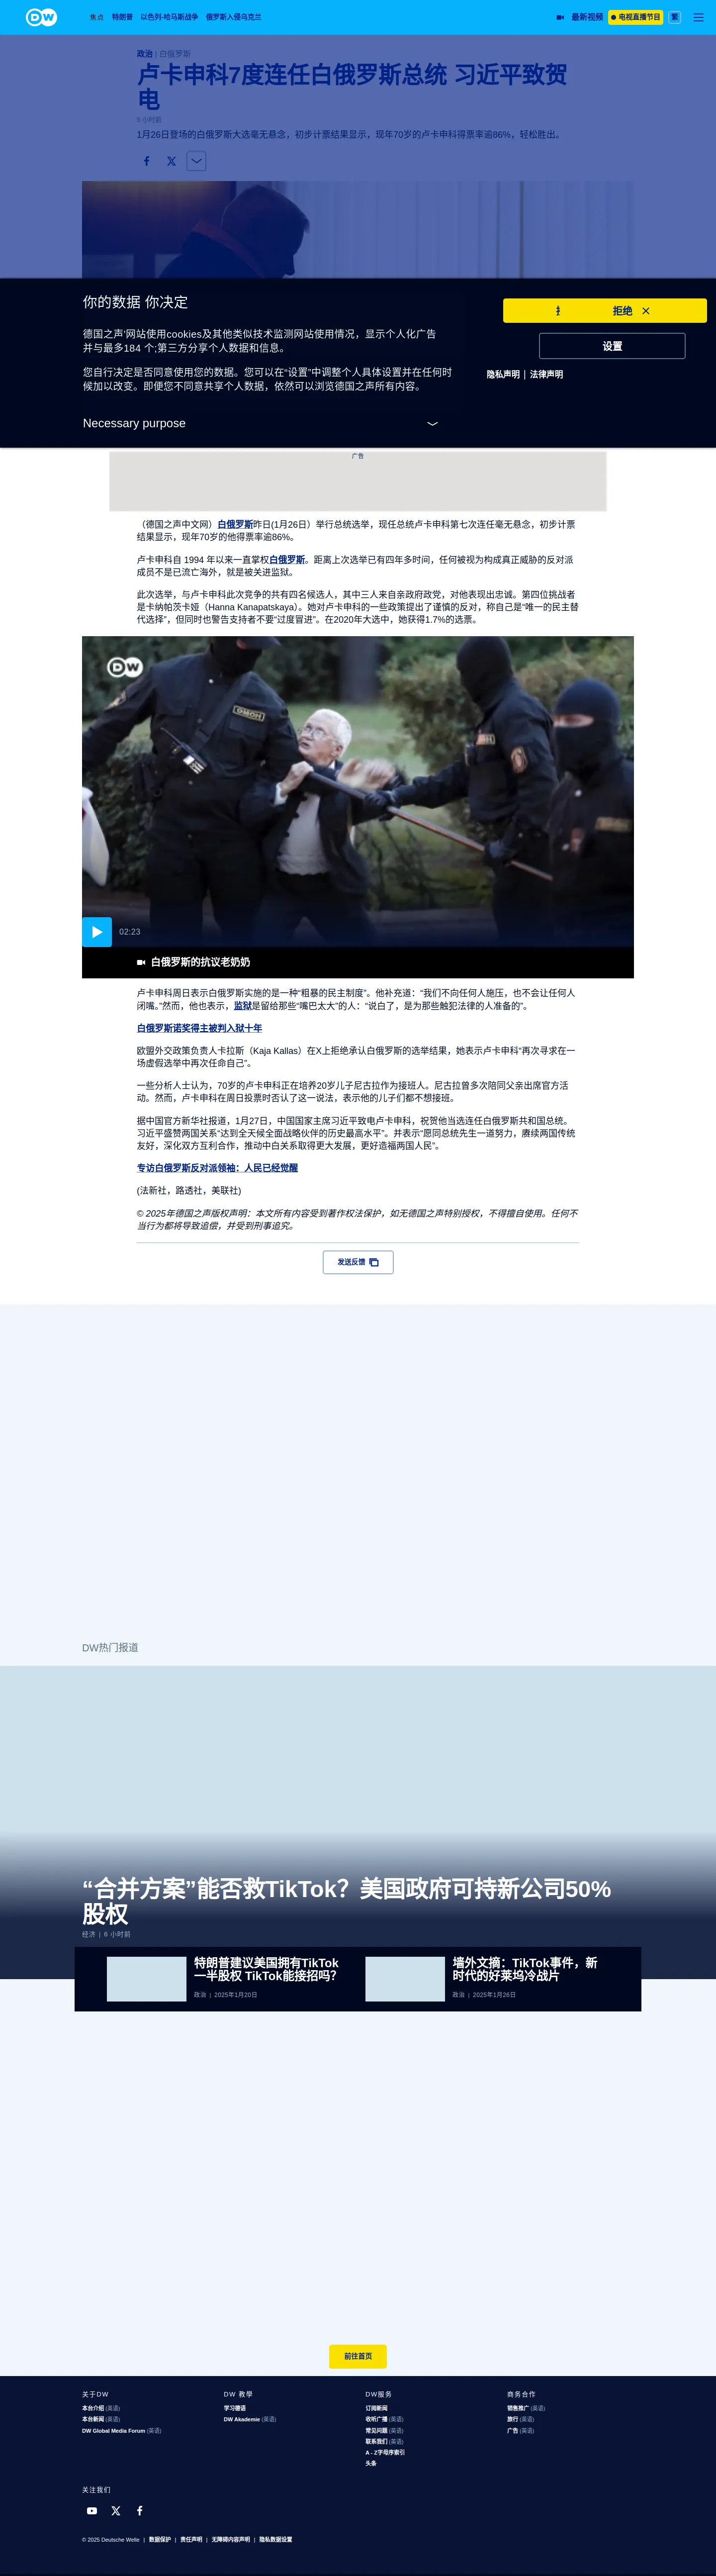 DW
焦点 特朗普 以色列-哈马斯战争 俄罗斯入侵乌克兰
最新视频 电视直播节目 繁
政治 | 白俄罗斯
卢卡申科7度连任白俄罗斯总统 习近平致贺
电
5 小时前
1月26日登场的白俄罗斯大选毫无悬念，初步计票结果显示，现年70岁的卢卡申科得票率逾86%，轻松胜出。
你的数据 你决定
德国之声'网站使用cookies及其他类似技术监测网站使用情况，显示个人化广告
并与最多184 个;第三方分享个人数据和信息。
您自行决定是否同意使用您的数据。您可以在“设置”中调整个人具体设置并在任何时
候加以改变。即便您不同意共享个人数据，依然可以浏览德国之声所有内容。
Necessary purpose
拒绝
设置
隐私声明 | 法律声明
广告
（德国之声中文网）白俄罗斯昨日(1月26日）举行总统选举，现任总统卢卡申科第七次连任毫无悬念，初步计票
结果显示，现年70岁的他得票率逾86%。
卢卡申科自 1994 年以来一直掌权白俄罗斯。距离上次选举已有四年多时间，任何被视为构成真正威胁的反对派
成员不是已流亡海外，就是被关进监狱。
此次选举，与卢卡申科此次竞争的共有四名候选人，其中三人来自亲政府政党，对他表现出忠诚。第四位挑战者
是卡纳帕茨卡娅（Hanna Kanapatskaya）。她对卢卡申科的一些政策提出了谨慎的反对，称自己是“唯一的民主替
代选择”，但同时也警告支持者不要“过度冒进”。在2020年大选中，她获得1.7%的选票。
DW
02:23
白俄罗斯的抗议老奶奶
卢卡申科周日表示白俄罗斯实施的是一种“粗暴的民主制度”。他补充道：“我们不向任何人施压，也不会让任何人
闭嘴。”然而，他也表示，监狱是留给那些“嘴巴太大”的人：“说白了，是为那些触犯法律的人准备的”。
白俄罗斯诺奖得主被判入狱十年
欧盟外交政策负责人卡拉斯（Kaja Kallas）在X上拒绝承认白俄罗斯的选举结果，她表示卢卡申科“再次寻求在一
场虚假选举中再次任命自己”。
一些分析人士认为，70岁的卢卡申科正在培养20岁儿子尼古拉作为接班人。尼古拉曾多次陪同父亲出席官方活
动。然而，卢卡申科在周日投票时否认了这一说法，表示他的儿子们都不想接班。
据中国官方新华社报道，1月27日，中国国家主席习近平致电卢卡申科，祝贺他当选连任白俄罗斯共和国总统。
习近平盛赞两国关系“达到全天候全面战略伙伴的历史最高水平”。并表示“愿同总统先生一道努力，赓续两国传统
友好，深化双方互利合作，推动中白关系取得更大发展，更好造福两国人民”。
专访白俄罗斯反对派领袖：人民已经觉醒
(法新社，路透社，美联社)
© 2025年德国之声版权声明：本文所有内容受到著作权法保护，如无德国之声特别授权，不得擅自使用。任何不
当行为都将导致追偿，并受到刑事追究。
发送反馈
DW热门报道
“合并方案”能否救TikTok？美国政府可持新公司50%
股权
经济 | 6 小时前
特朗普建议美国拥有TikTok
一半股权 TikTok能接招吗？
政治 | 2025年1月20日
墙外文摘：TikTok事件，新
时代的好莱坞冷战片
政治 | 2025年1月26日
前往首页
关于DW
本台介绍 (英语)
本台新闻 (英语)
DW Global Media Forum (英语)
DW 教學
学习德语
DW Akademie (英语)
DW服务
订阅新闻
收听广播 (英语)
常见问题 (英语)
联系我们 (英语)
A - Z字母序索引
头条
商务合作
销售推广 (英语)
旅行 (英语)
广告 (英语)
关注我们
© 2025 Deutsche Welle | 数据保护 | 责任声明 | 无障碍内容声明 | 隐私数据设置